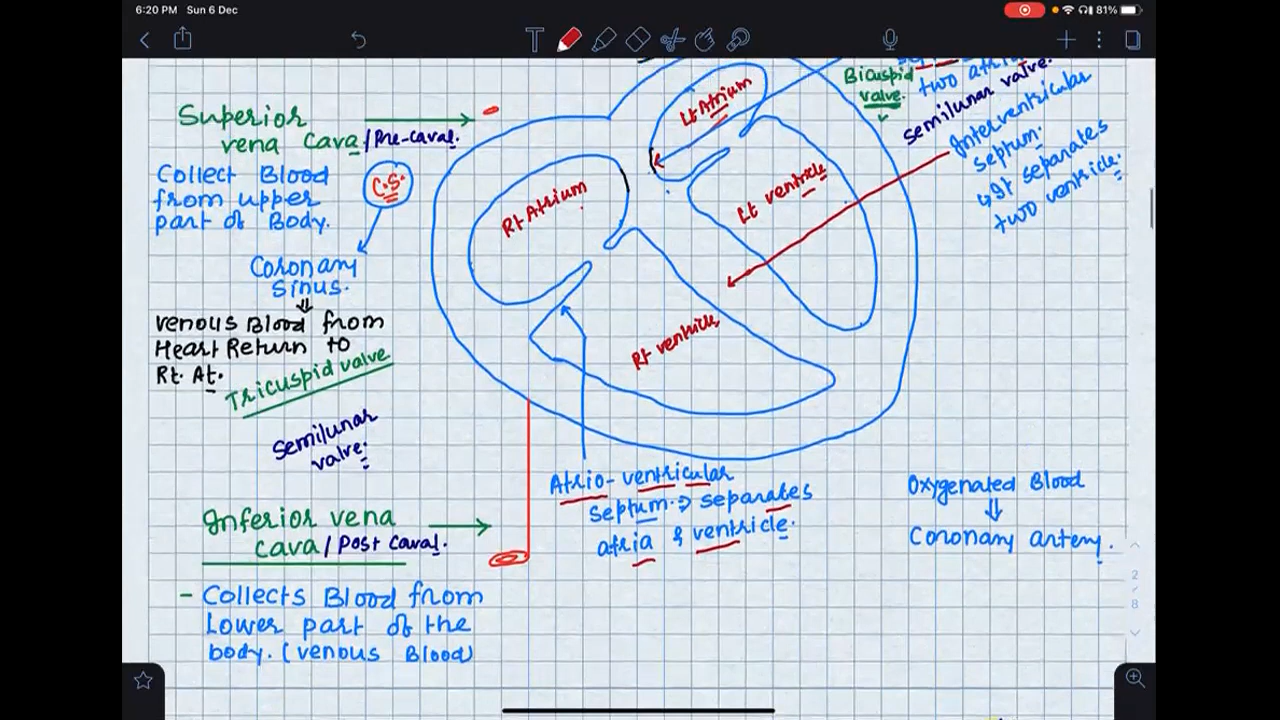 6:20 PM Sun 6 Dec
81%
T
Superior
vena Cava/Pre-caval.
Collect Blood
from upper
part of Body.
C.S.
Coronary
Sinus.
venous Blood from
Heart Return to
Rt. At.
Tricuspid valve
Semilunar
valve.
Inferior vena
cava/Post caval.
- Collects Blood from
Lower part of the
body. (venous Blood)
Lt Atrium
Rt Atrium
Lt ventricle
Rt ventricle
Bicuspid
valve.
two atria
semilunar valve.
Interventricular
septum.
↳ It separates
two ventricle.
Atrio-ventricular
septum ⇒ separates
atria & ventricle.
Oxygenated Blood
⇓
Coronary artery.
2
8